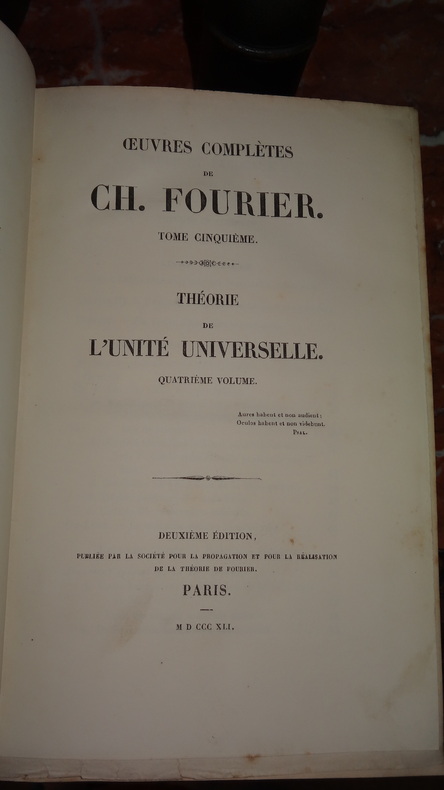 ŒUVRES COMPLÈTES
DE
CH. FOURIER.
TOME CINQUIÈME.
THÉORIE
DE
L'UNITÉ UNIVERSELLE.
QUATRIÈME VOLUME.
Aures habent et non audient:
Oculos habent et non videbunt.
PSAL.
DEUXIÈME ÉDITION,
PUBLIÉE PAR LA SOCIÉTÉ POUR LA PROPAGATION ET POUR LA RÉALISATION
DE LA THÉORIE DE FOURIER.
PARIS.
M D CCC XLI.